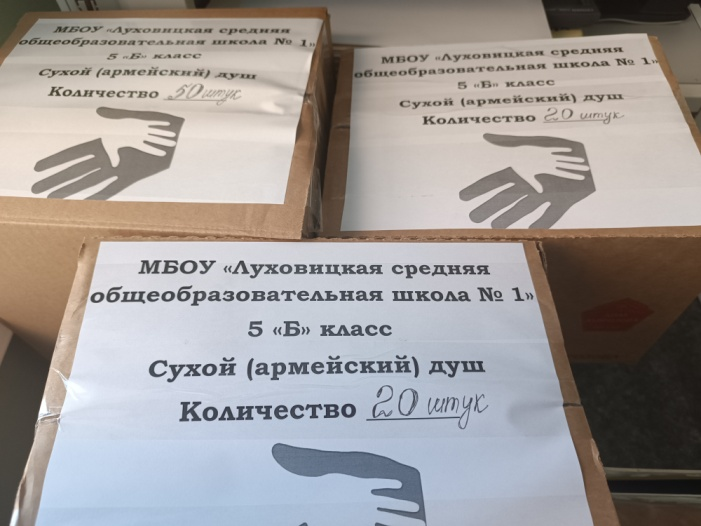 МБОУ «Луховицкая средняя
общеобразовательная школа № 1»
5 «Б» класс
Сухой (армейский) душ
Количество 50 штук
МБОУ «Луховицкая средняя
общеобразовательная школа № 1»
5 «Б» класс
Сухой (армейский) душ
Количество 20 штук
МБОУ «Луховицкая средняя
общеобразовательная школа № 1»
5 «Б» класс
Сухой (армейский) душ
Количество 20 штук